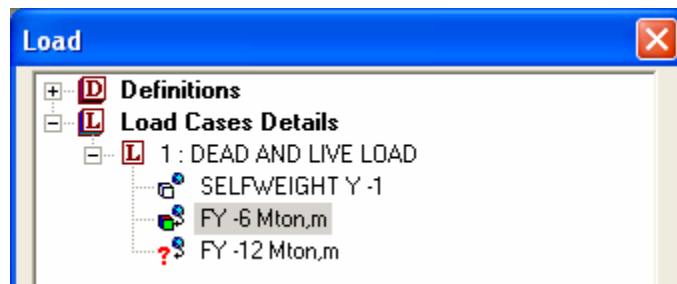 Load
D Definitions
L Load Cases Details
L 1 : DEAD AND LIVE LOAD
SELFWEIGHT Y -1
FY -6 Mton,m
? FY -12 Mton,m